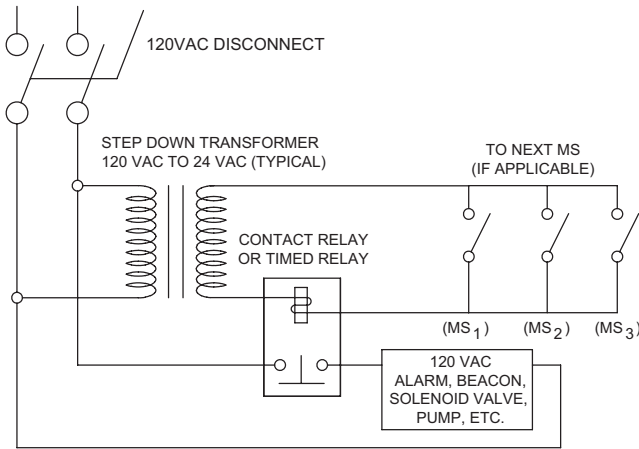 120VAC DISCONNECT
STEP DOWN TRANSFORMER
120 VAC TO 24 VAC (TYPICAL)
TO NEXT MS
(IF APPLICABLE)
CONTACT RELAY
OR TIMED RELAY
(MS1) (MS2) (MS3)
120 VAC
ALARM, BEACON,
SOLENOID VALVE,
PUMP, ETC.